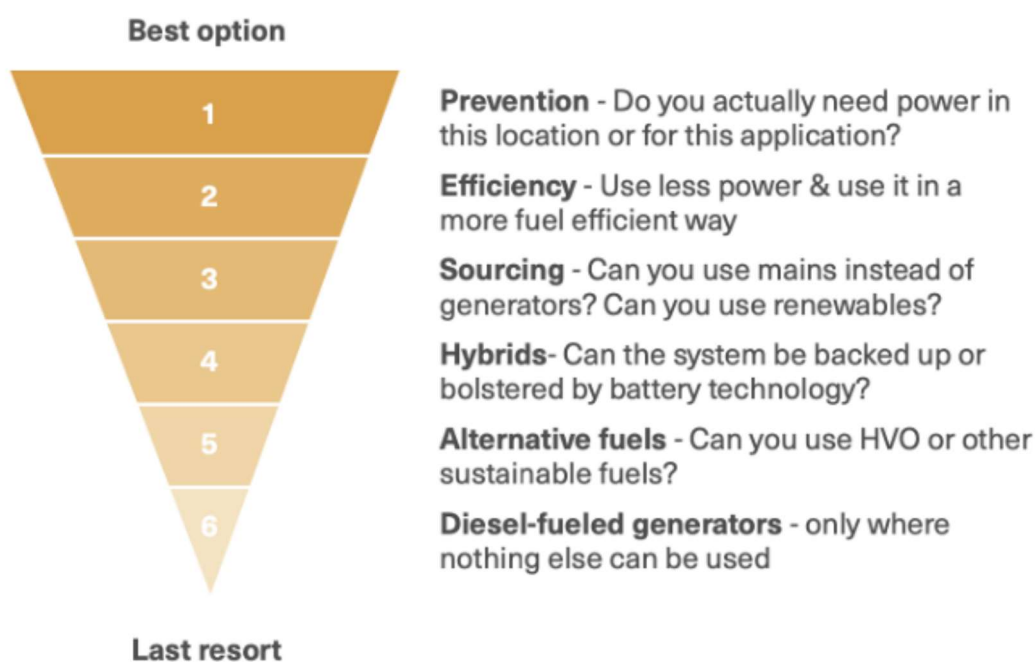 Best option
1
Prevention - Do you actually need power in
this location or for this application?
2
Efficiency - Use less power & use it in a
more fuel efficient way
3
Sourcing - Can you use mains instead of
generators? Can you use renewables?
4
Hybrids- Can the system be backed up or
bolstered by battery technology?
5
Alternative fuels - Can you use HVO or other
sustainable fuels?
6
Diesel-fueled generators - only where
nothing else can be used
Last resort